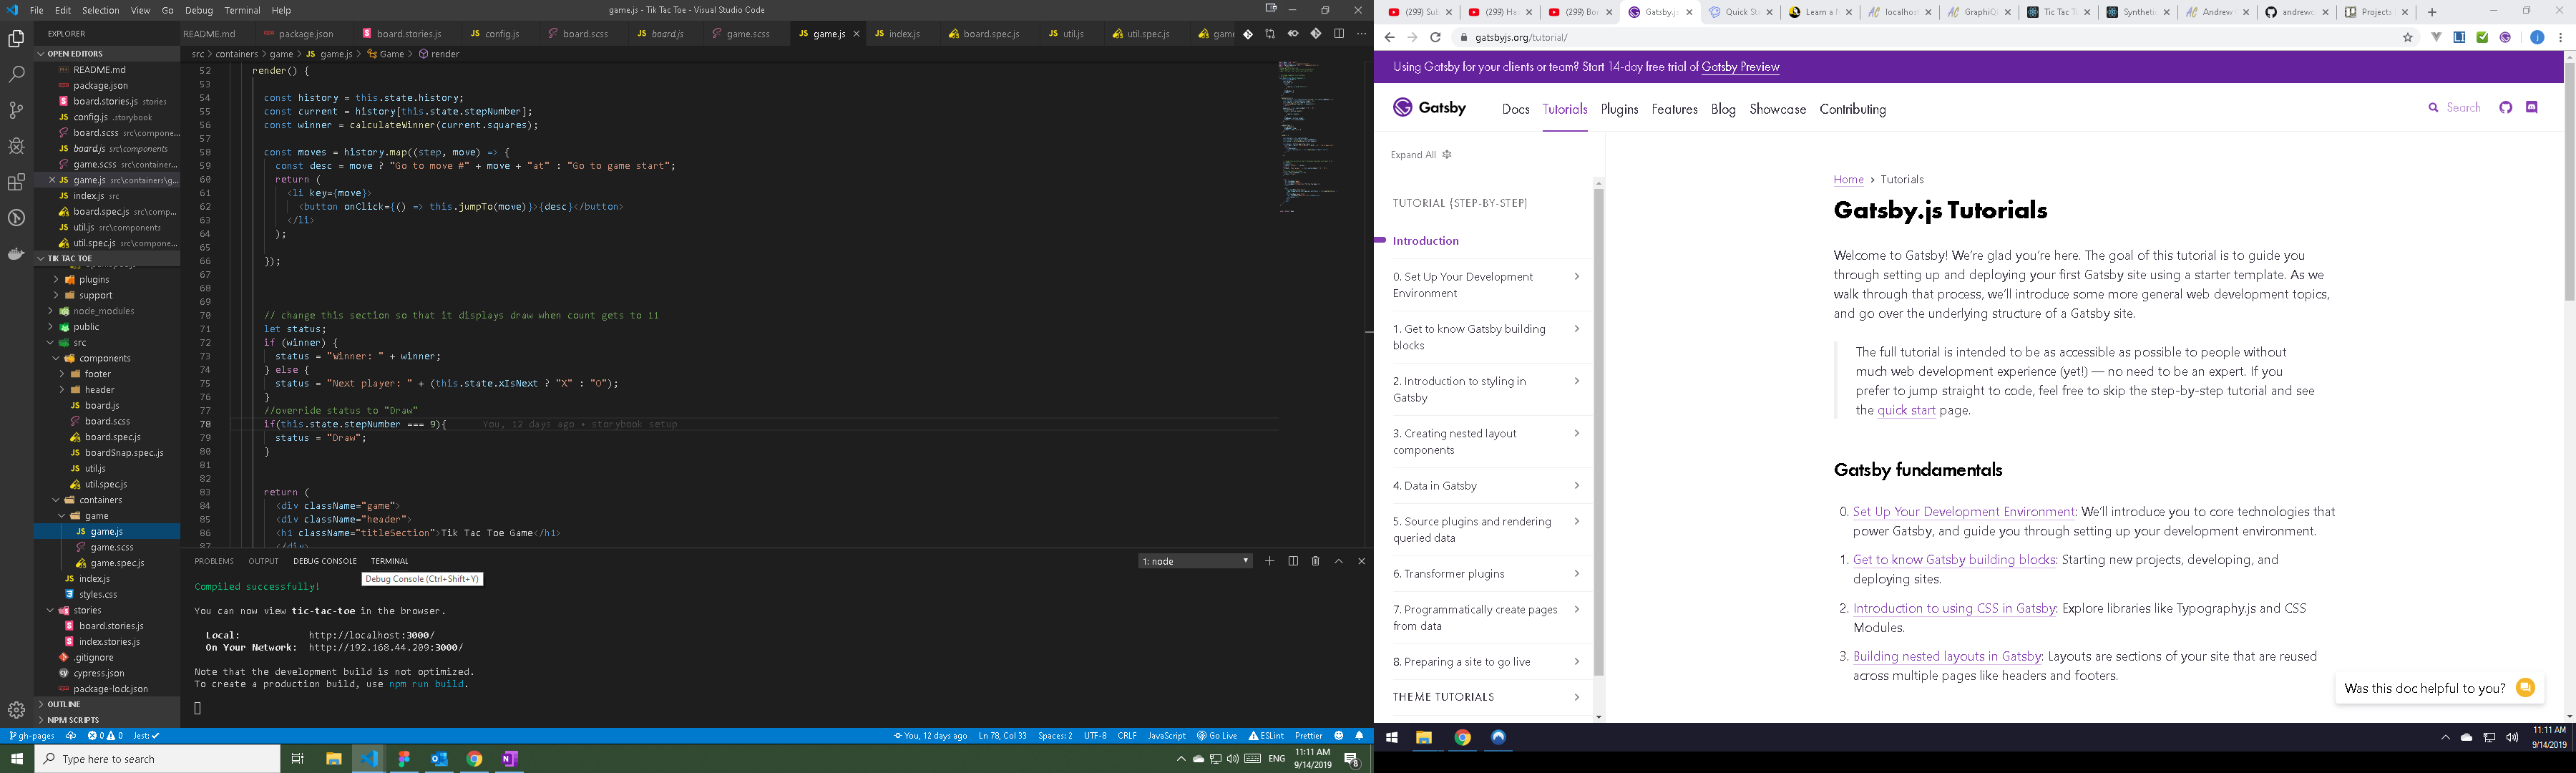 File Edit Selection View Go Debug Terminal Help
game.js - Tik Tac Toe - Visual Studio Code
EXPLORER
OPEN EDITORS
README.md
package.json
board.stories.js stories
config.js .storybook
board.scss src\compone...
board.js src\components
game.scss src\container...
game.js src\containers\g...
index.js src
board.spec.js src\comp...
util.js src\components
util.spec.js src\compone...
TIK TAC TOE
plugins
support
node_modules
public
src
components
footer
header
board.js
board.scss
board.spec.js
boardSnap.spec..js
util.js
util.spec.js
containers
game
game.js
game.scss
game.spec.js
index.js
styles.css
stories
board.stories.js
index.stories.js
.gitignore
cypress.json
package-lock.json
OUTLINE
NPM SCRIPTS
README.md package.json board.stories.js config.js board.scss board.js game.scss game.js index.js board.spec.js util.js util.spec.js game
src > containers > game > game.js > Game > render
52 render() {
53
54 const history = this.state.history;
55 const current = history[this.state.stepNumber];
56 const winner = calculateWinner(current.squares);
57
58 const moves = history.map((step, move) => {
59 const desc = move ? "Go to move #" + move + "at" : "Go to game start";
60 return (
61 <li key={move}>
62 <button onClick={() => this.jumpTo(move)}>{desc}</button>
63 </li>
64 );
65
66 });
67
68
69
70 // change this section so that it displays draw when count gets to 11
71 let status;
72 if (winner) {
73 status = "Winner: " + winner;
74 } else {
75 status = "Next player: " + (this.state.xIsNext ? "X" : "O");
76 }
77 //override status to "Draw"
78 if(this.state.stepNumber === 9){ You, 12 days ago • storybook setup
79 status = "Draw";
80 }
81
82
83 return (
84 <div className="game">
85 <div className="header">
86 <h1 className="titleSection">Tik Tac Toe Game</h1>
87 </div>
PROBLEMS OUTPUT DEBUG CONSOLE TERMINAL
1: node
Debug Console (Ctrl+Shift+Y)
Compiled successfully!
You can now view tic-tac-toe in the browser.
Local: http://localhost:3000/
On Your Network: http://192.168.44.209:3000/
Note that the development build is not optimized.
To create a production build, use npm run build.
gh-pages 0 0 Jest: You, 12 days ago Ln 78, Col 33 Spaces: 2 UTF-8 CRLF JavaScript Go Live ESLint Prettier
Type here to search
ENG
11:11 AM
9/14/2019
8
(299) Sub (299) Ha (299) Bor Gatsby.js Quick St Learn a localhos GraphiQ Tic Tac T Syntheti Andrew andrewc Projects
gatsbyjs.org/tutorial/
Using Gatsby for your clients or team? Start 14-day free trial of Gatsby Preview
Gatsby
Docs Tutorials Plugins Features Blog Showcase Contributing
Search
Expand All
TUTORIAL (STEP-BY-STEP)
Introduction
0. Set Up Your Development
Environment
1. Get to know Gatsby building
blocks
2. Introduction to styling in
Gatsby
3. Creating nested layout
components
4. Data in Gatsby
5. Source plugins and rendering
queried data
6. Transformer plugins
7. Programmatically create pages
from data
8. Preparing a site to go live
THEME TUTORIALS
Home > Tutorials
Gatsby.js Tutorials
Welcome to Gatsby! We're glad you're here. The goal of this tutorial is to guide you
through setting up and deploying your first Gatsby site using a starter template. As we
walk through that process, we'll introduce some more general web development topics,
and go over the underlying structure of a Gatsby site.
The full tutorial is intended to be as accessible as possible to people without
much web development experience (yet!) — no need to be an expert. If you
prefer to jump straight to code, feel free to skip the step-by-step tutorial and see
the quick start page.
Gatsby fundamentals
0. Set Up Your Development Environment: We'll introduce you to core technologies that
power Gatsby, and guide you through setting up your development environment.
1. Get to know Gatsby building blocks: Starting new projects, developing, and
deploying sites.
2. Introduction to using CSS in Gatsby: Explore libraries like Typography.js and CSS
Modules.
3. Building nested layouts in Gatsby: Layouts are sections of your site that are reused
across multiple pages like headers and footers.
Was this doc helpful to you?
11:11 AM
9/14/2019